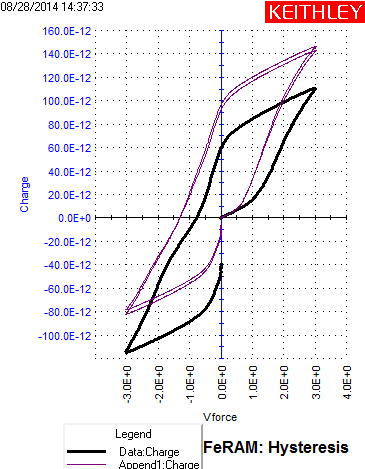 08/28/2014 14:37:33
KEITHLEY
160.0E-12
140.0E-12
120.0E-12
100.0E-12
80.0E-12
60.0E-12
40.0E-12
20.0E-12
0.0E+0
-20.0E-12
-40.0E-12
-60.0E-12
-80.0E-12
-100.0E-12
Charge
-3.0E+0
-2.0E+0
-1.0E+0
0.0E+0
1.0E+0
2.0E+0
3.0E+0
4.0E+0
Vforce
Legend
Data:Charge
Append1:Charge
FeRAM: Hysteresis